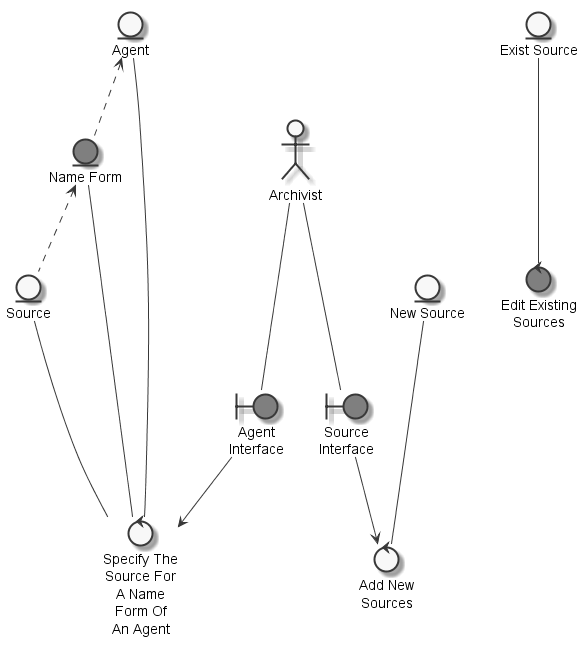 Agent
Exist Source
Name Form
Archivist
Source
New Source
Edit Existing
Sources
Agent
Interface
Source
Interface
Specify The
Source For
A Name
Form Of
An Agent
Add New
Sources